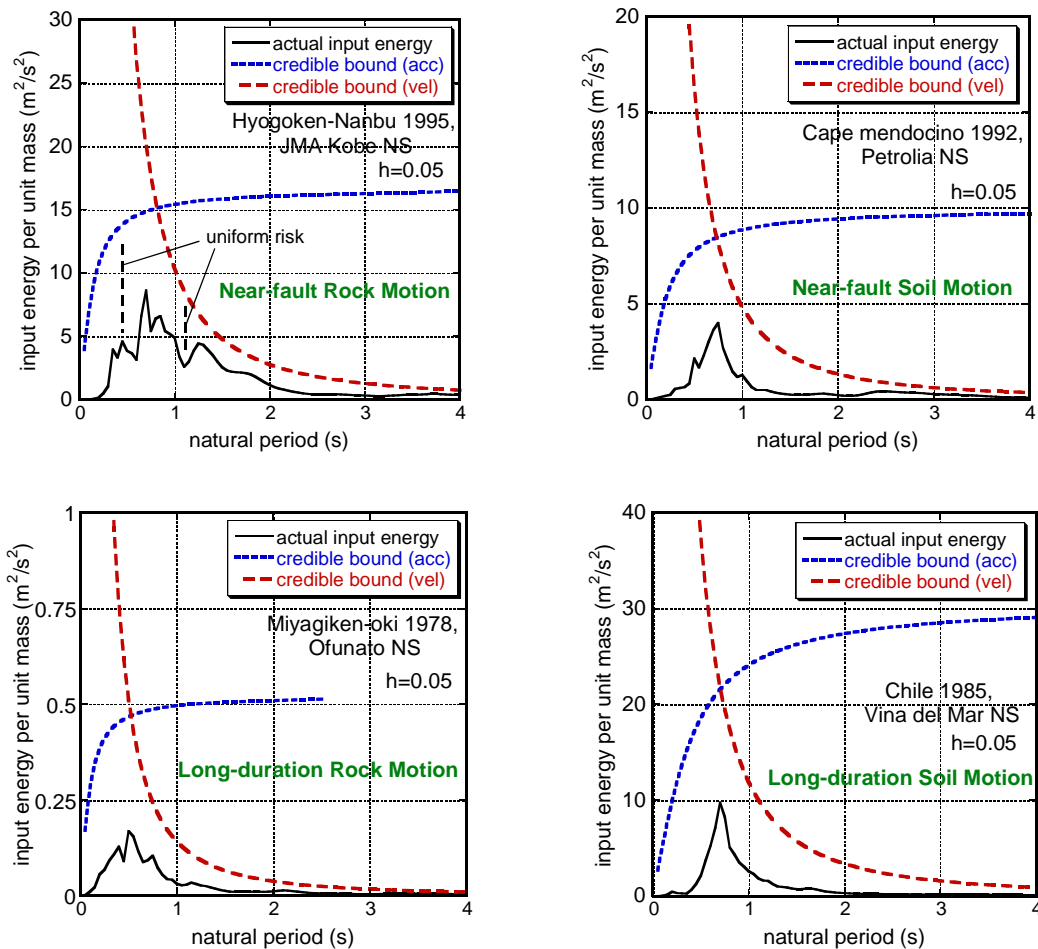 30
25
20
15
10
5
0
input energy per unit mass (m²/s²)
actual input energy
credible bound (acc)
credible bound (vel)
Hyogoken-Nanbu 1995,
JMA Kobe NS
h=0.05
uniform risk
Near-fault Rock Motion
0 1 2 3 4
natural period (s)
20
15
10
5
0
input energy per unit mass (m²/s²)
actual input energy
credible bound (acc)
credible bound (vel)
Cape mendocino 1992,
Petrolia NS
h=0.05
Near-fault Soil Motion
0 1 2 3 4
natural period (s)
1
0.75
0.5
0.25
0
input energy per unit mass (m²/s²)
actual input energy
credible bound (acc)
credible bound (vel)
Miyagiken-oki 1978,
Ofunato NS
h=0.05
Long-duration Rock Motion
0 1 2 3 4
natural period (s)
40
30
20
10
0
input energy per unit mass (m²/s²)
actual input energy
credible bound (acc)
credible bound (vel)
Chile 1985,
Vina del Mar NS
h=0.05
Long-duration Soil Motion
0 1 2 3 4
natural period (s)